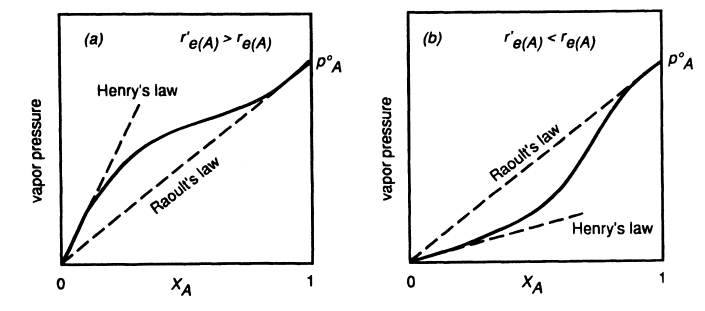 (a) r'e(A) > re(A)
p°A
Henry's law
Raoult's law
vapor pressure
0 XA 1
(b) r'e(A) < re(A)
p°A
Raoult's law
Henry's law
vapor pressure
0 XA 1